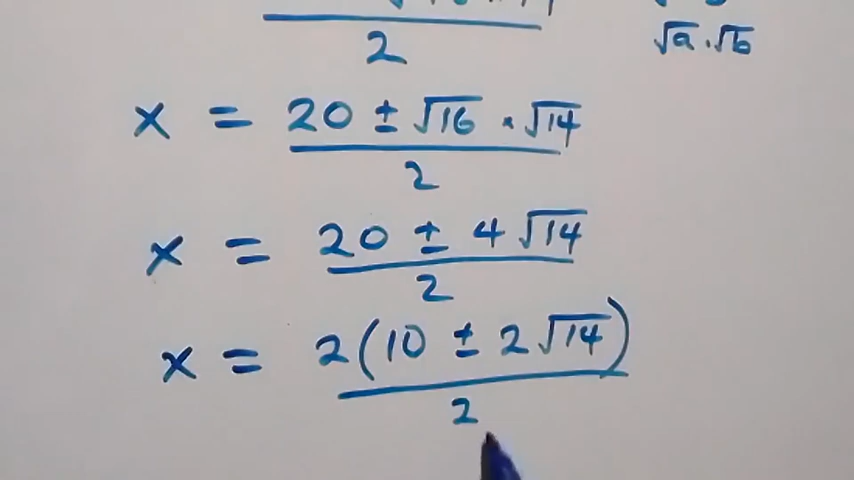 2
√a · √b
x = 20 ± √16 × √14
2
x = 20 ± 4√14
2
x = 2(10 ± 2√14)
2